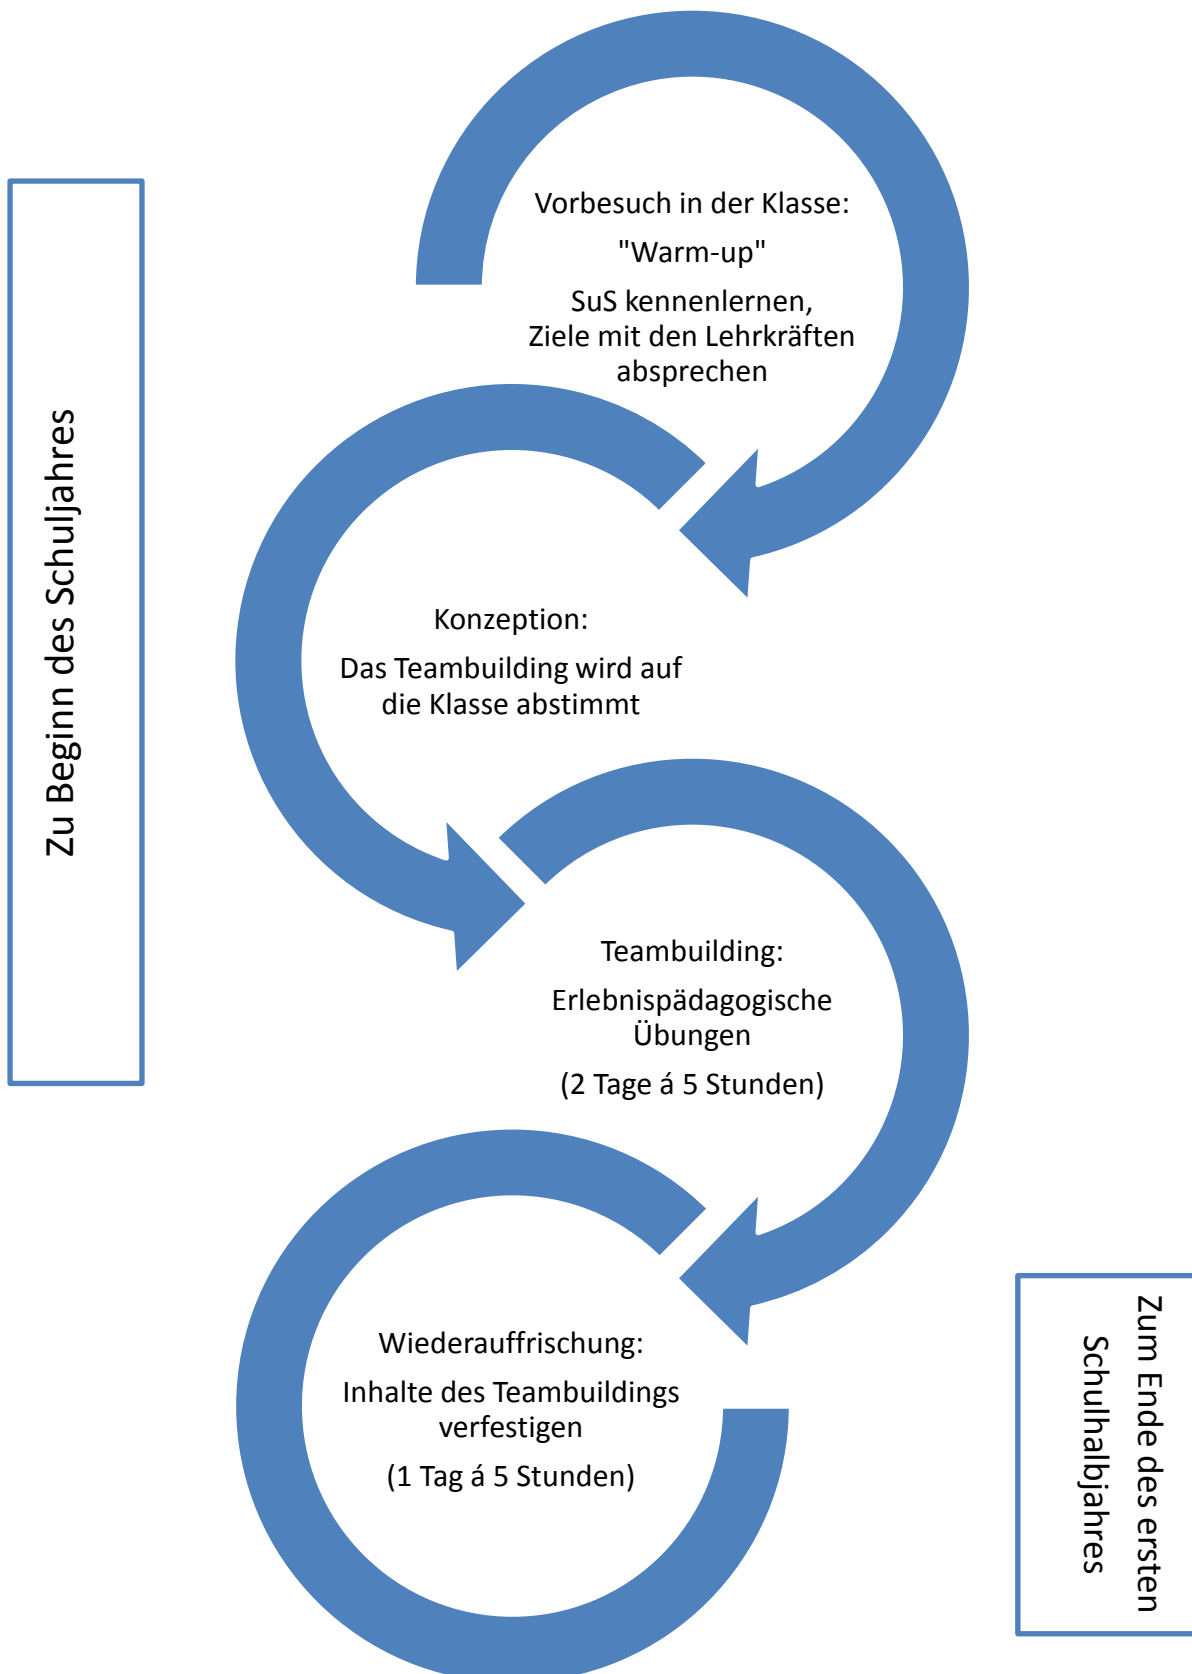 Zu Beginn des Schuljahres
Vorbesuch in der Klasse:
"Warm-up"
SuS kennenlernen,
Ziele mit den Lehrkräften
absprechen
Konzeption:
Das Teambuilding wird auf
die Klasse abstimmt
Teambuilding:
Erlebnispädagogische
Übungen
(2 Tage á 5 Stunden)
Wiederauffrischung:
Inhalte des Teambuildings
verfestigen
(1 Tag á 5 Stunden)
Zum Ende des ersten
Schulhalbjahres